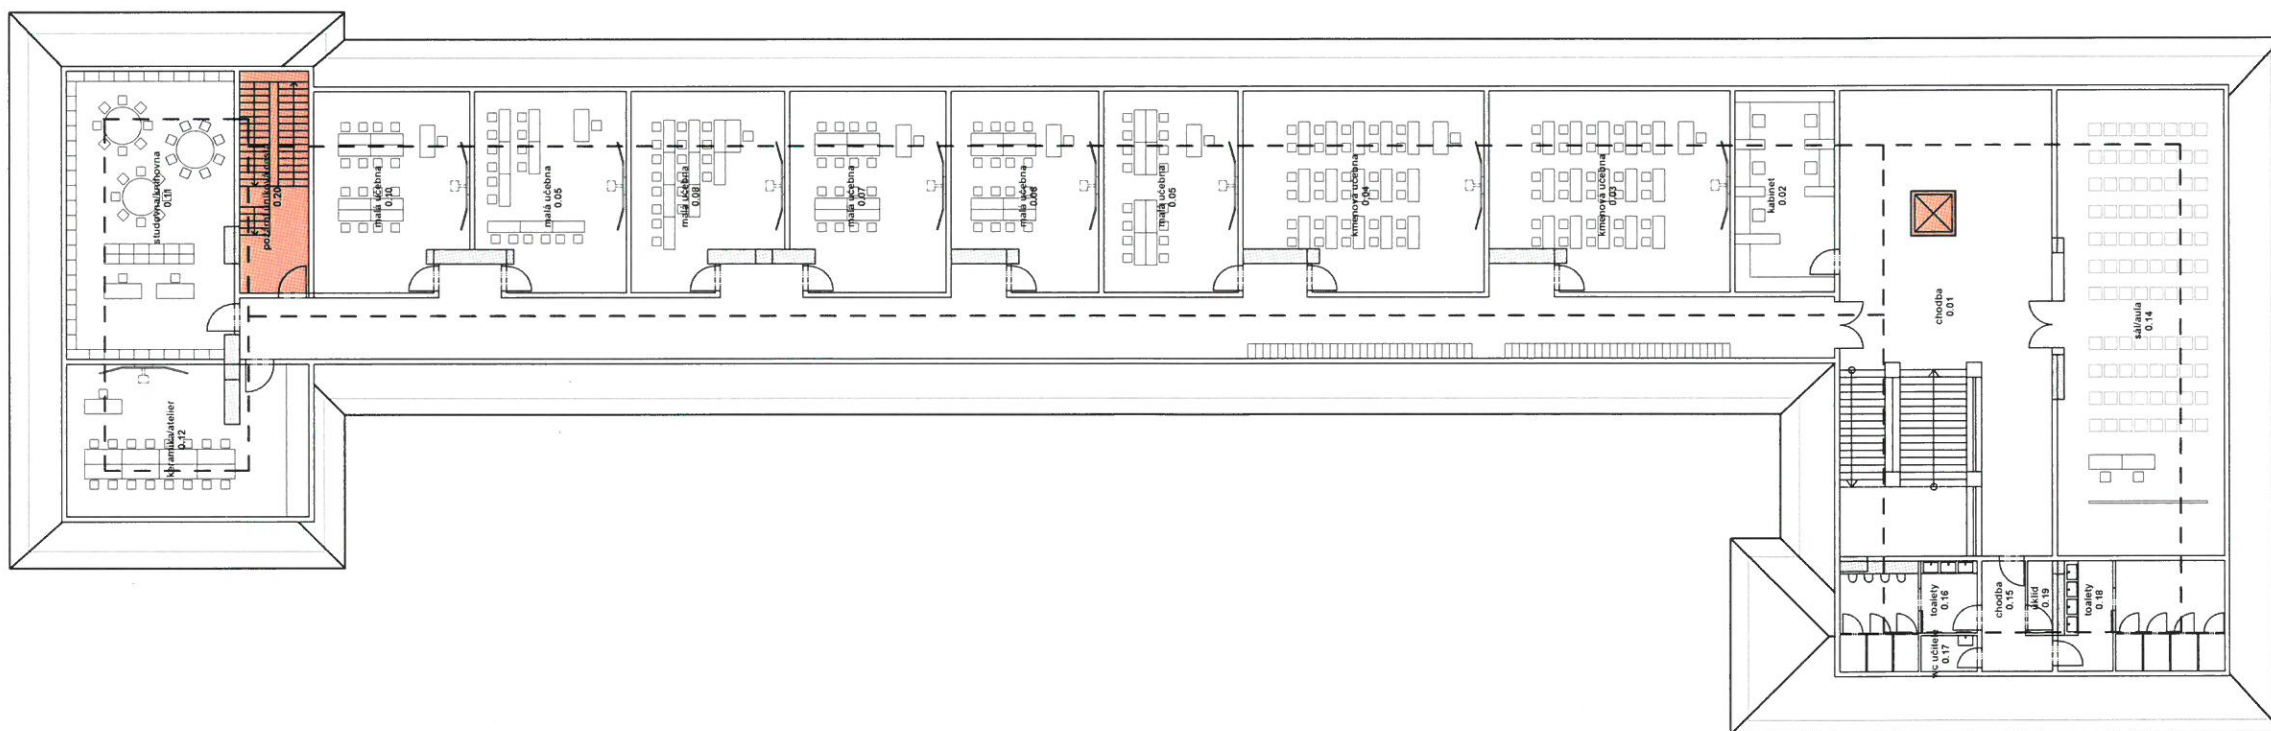 studovna/knihovna
0.11
0.20
malá učebna
0.10
malá učebna
0.05
malá učebna
0.08
malá učebna
0.07
malá učebna
0.06
malá učebna
0.05
kmenová učebna
0.04
kmenová učebna
0.03
kabinet
0.02
chodba
0.01
sál/aula
0.14
keramika/atelier
0.12
toalety
0.16
wc učitelé
0.17
chodba
0.15
úklid
0.19
toalety
0.18